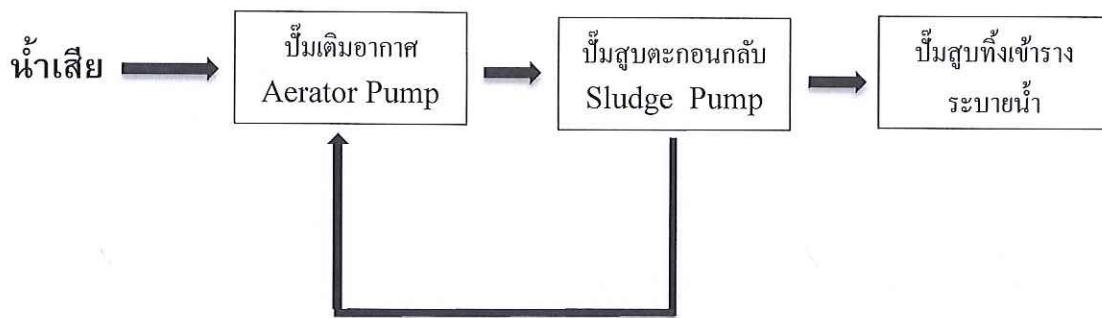 น้ำเสีย
ปั๊มเติมอากาศ
Aerator Pump
ปั๊มสูบตะกอนกลับ
Sludge Pump
ปั๊มสูบทิ้งเข้าราง
ระบายน้ำ